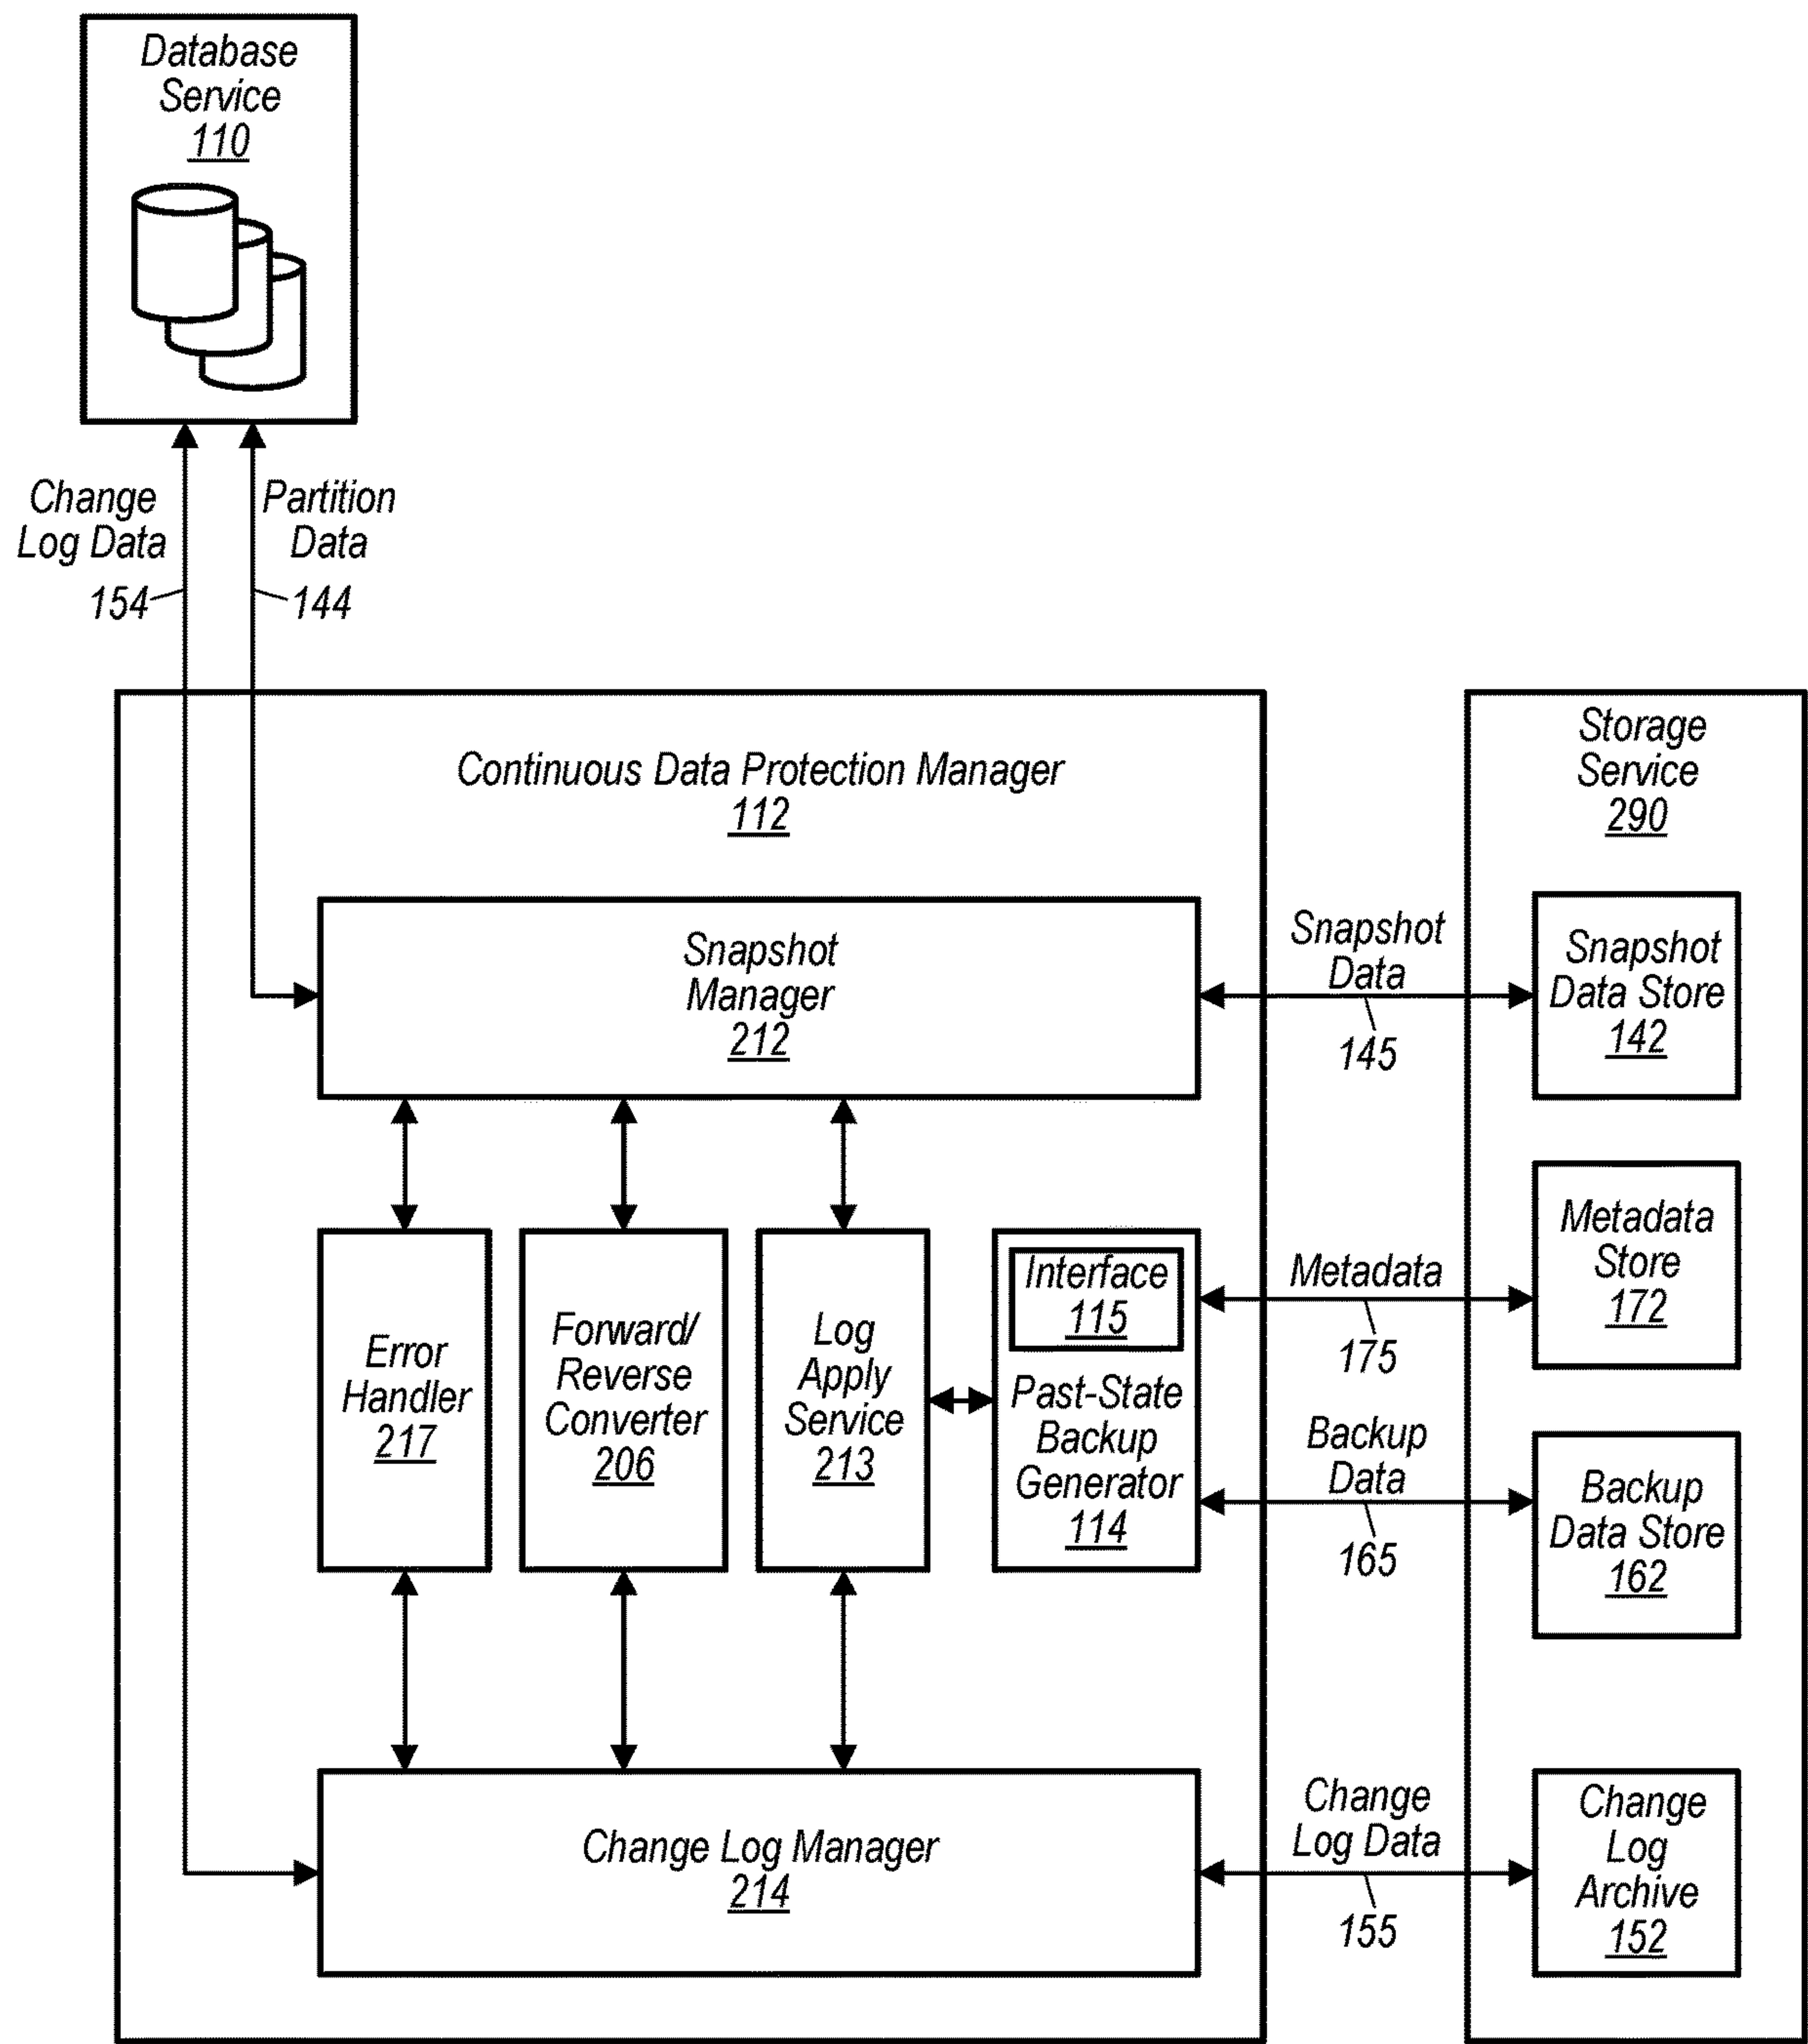 Database
Service
110
Change
Log Data
154
Partition
Data
144
Continuous Data Protection Manager
112
Storage
Service
290
Snapshot
Manager
212
Snapshot
Data
145
Snapshot
Data Store
142
Error
Handler
217
Forward/
Reverse
Converter
206
Log
Apply
Service
213
Interface
115
Past-State
Backup
Generator
114
Metadata
175
Metadata
Store
172
Backup
Data
165
Backup
Data Store
162
Change Log Manager
214
Change
Log Data
155
Change
Log
Archive
152